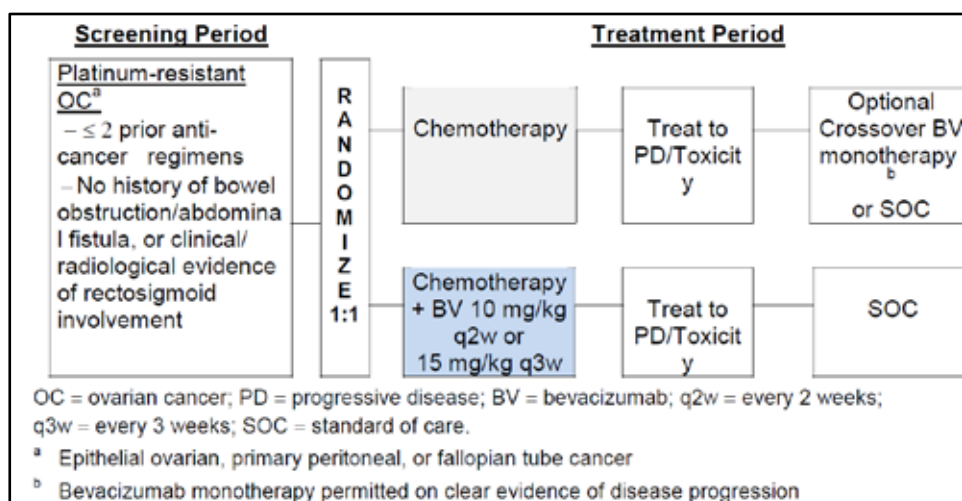 Screening Period
Treatment Period
Platinum-resistant
OCa
– ≤ 2 prior anti-
cancer regimens
– No history of bowel
obstruction/abdomina
l fistula, or clinical/
radiological evidence
of rectosigmoid
involvement
R
A
N
D
O
M
I
Z
E
1:1
Chemotherapy
Treat to
PD/Toxicit
y
Optional
Crossover BV
monotherapy
b
or SOC
Chemotherapy
+ BV 10 mg/kg
q2w or
15 mg/kg q3w
Treat to
PD/Toxicit
y
SOC
OC = ovarian cancer; PD = progressive disease; BV = bevacizumab; q2w = every 2 weeks;
q3w = every 3 weeks; SOC = standard of care.
a Epithelial ovarian, primary peritoneal, or fallopian tube cancer
b Bevacizumab monotherapy permitted on clear evidence of disease progression